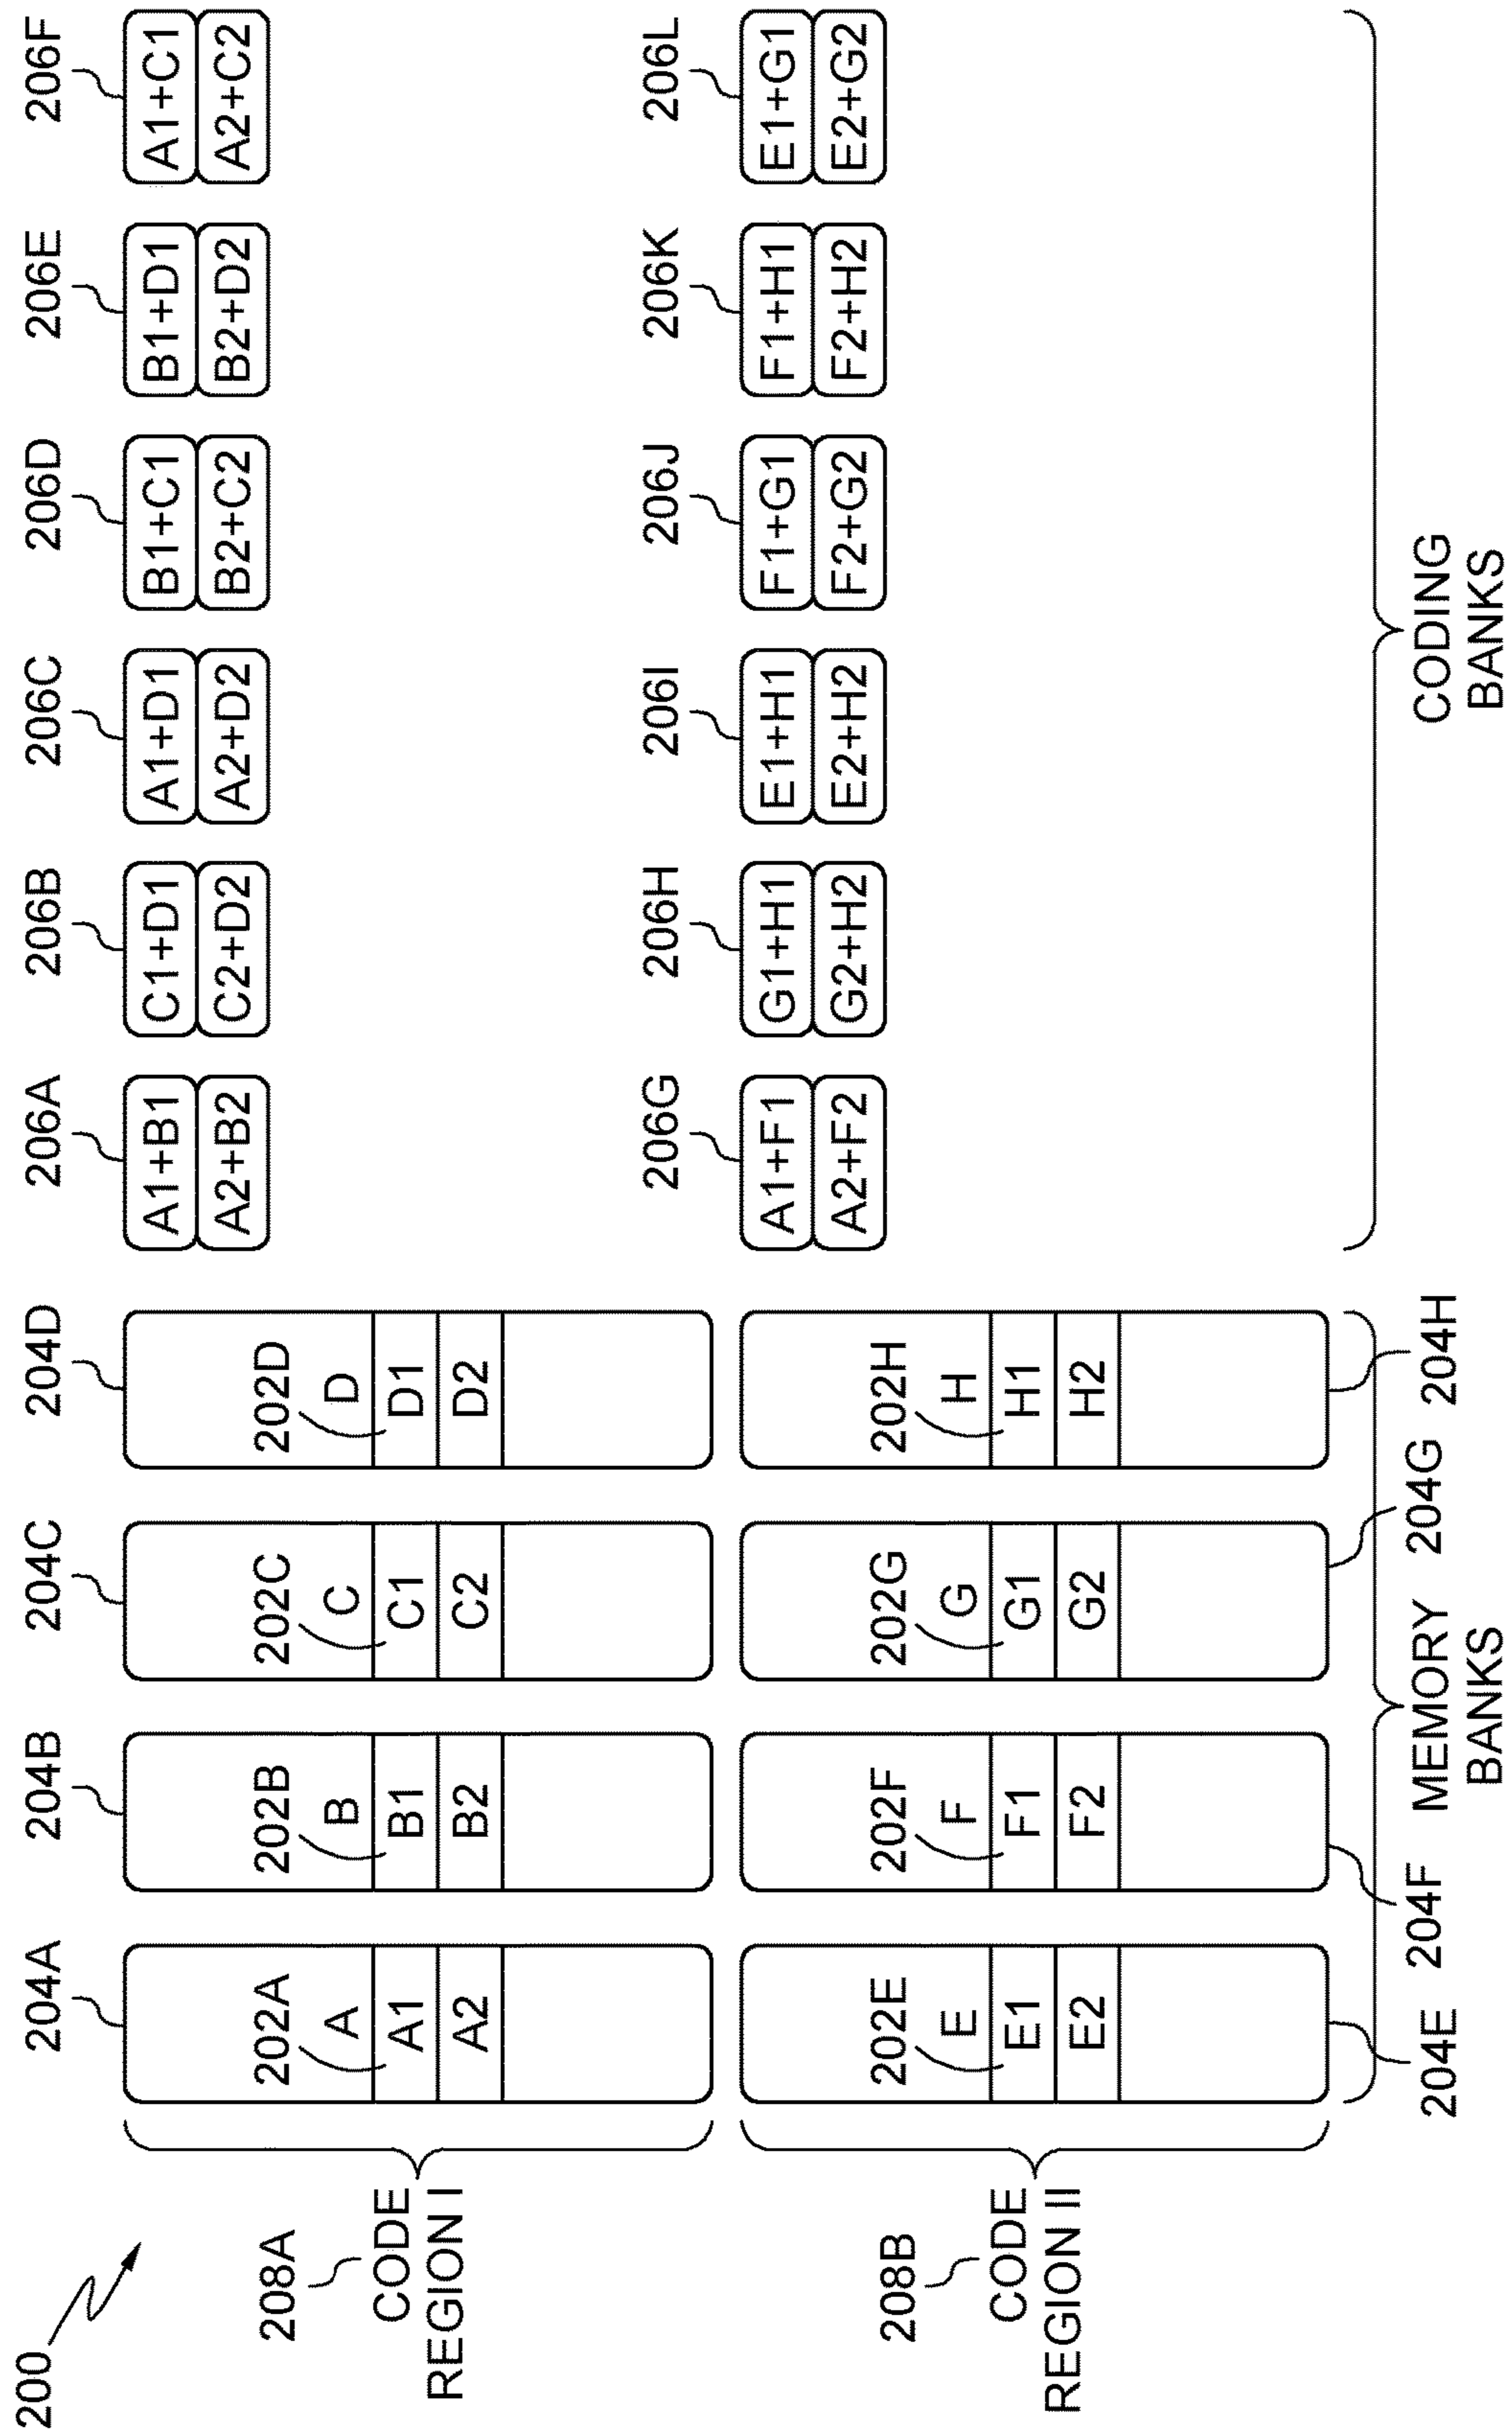 200
204A 204B 204C 204D 206A 206B 206C 206D 206E 206F
A1+B1 C1+D1 A1+D1 B1+C1 B1+D1 A1+C1
A2+B2 C2+D2 A2+D2 B2+C2 B2+D2 A2+C2
208A
202A 202B 202C 202D
A B C D
CODE
REGION I
A1 B1 C1 D1
A2 B2 C2 D2
206G 206H 206I 206J 206K 206L
A1+F1 G1+H1 E1+H1 F1+G1 F1+H1 E1+G1
A2+F2 G2+H2 E2+H2 F2+G2 F2+H2 E2+G2
208B
202E 202F 202G 202H
E F G H
CODE
REGION II
E1 F1 G1 H1
E2 F2 G2 H2
204E 204F 204G 204H
MEMORY
BANKS
CODING
BANKS